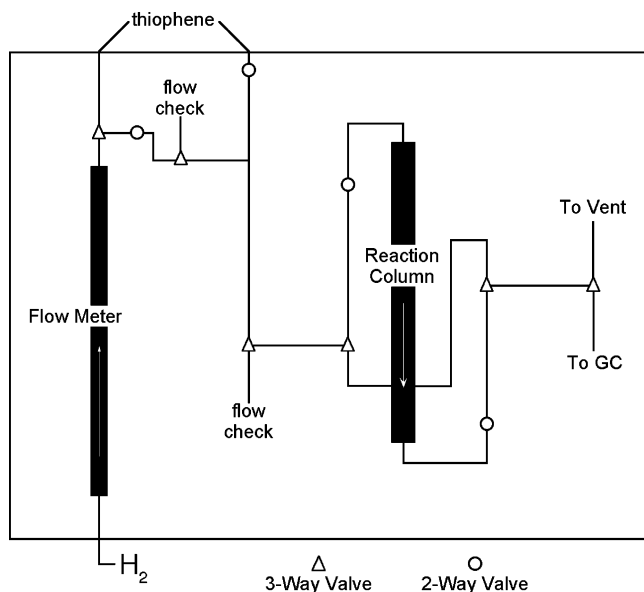 thiophene
flow
check
To Vent
Reaction
Column
Flow Meter
To GC
flow
check
H2
3-Way Valve
2-Way Valve